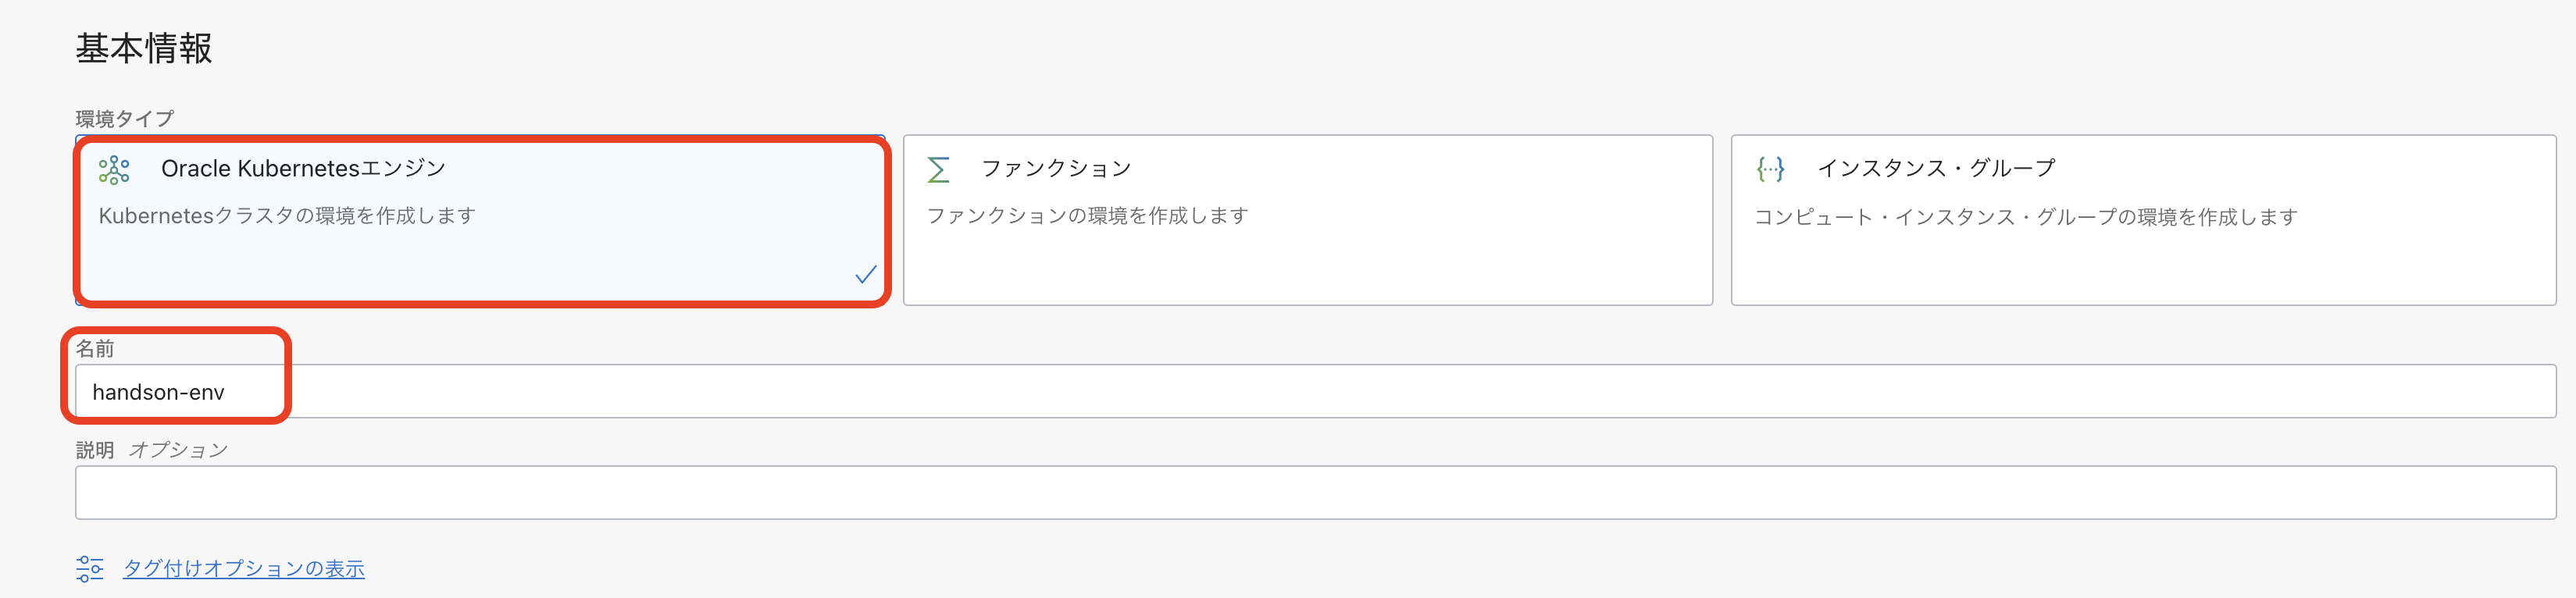 基本情報
環境タイプ
Oracle Kubernetesエンジン
Kubernetesクラスタの環境を作成します
ファンクション
ファンクションの環境を作成します
インスタンス・グループ
コンピュート・インスタンス・グループの環境を作成します
名前
handson-env
説明 オプション
タグ付けオプションの表示